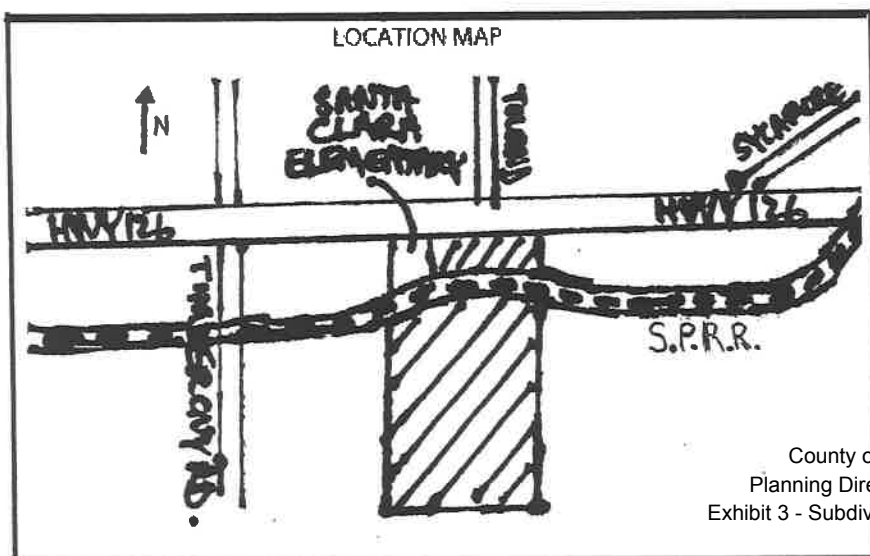 LOCATION MAP
N
SANTA
CLARA
ELEMENTARY
SYCAMORE
HWY 126
HWY 126
S.P.R.R.
County o
Planning Dire
Exhibit 3 - Subdiv